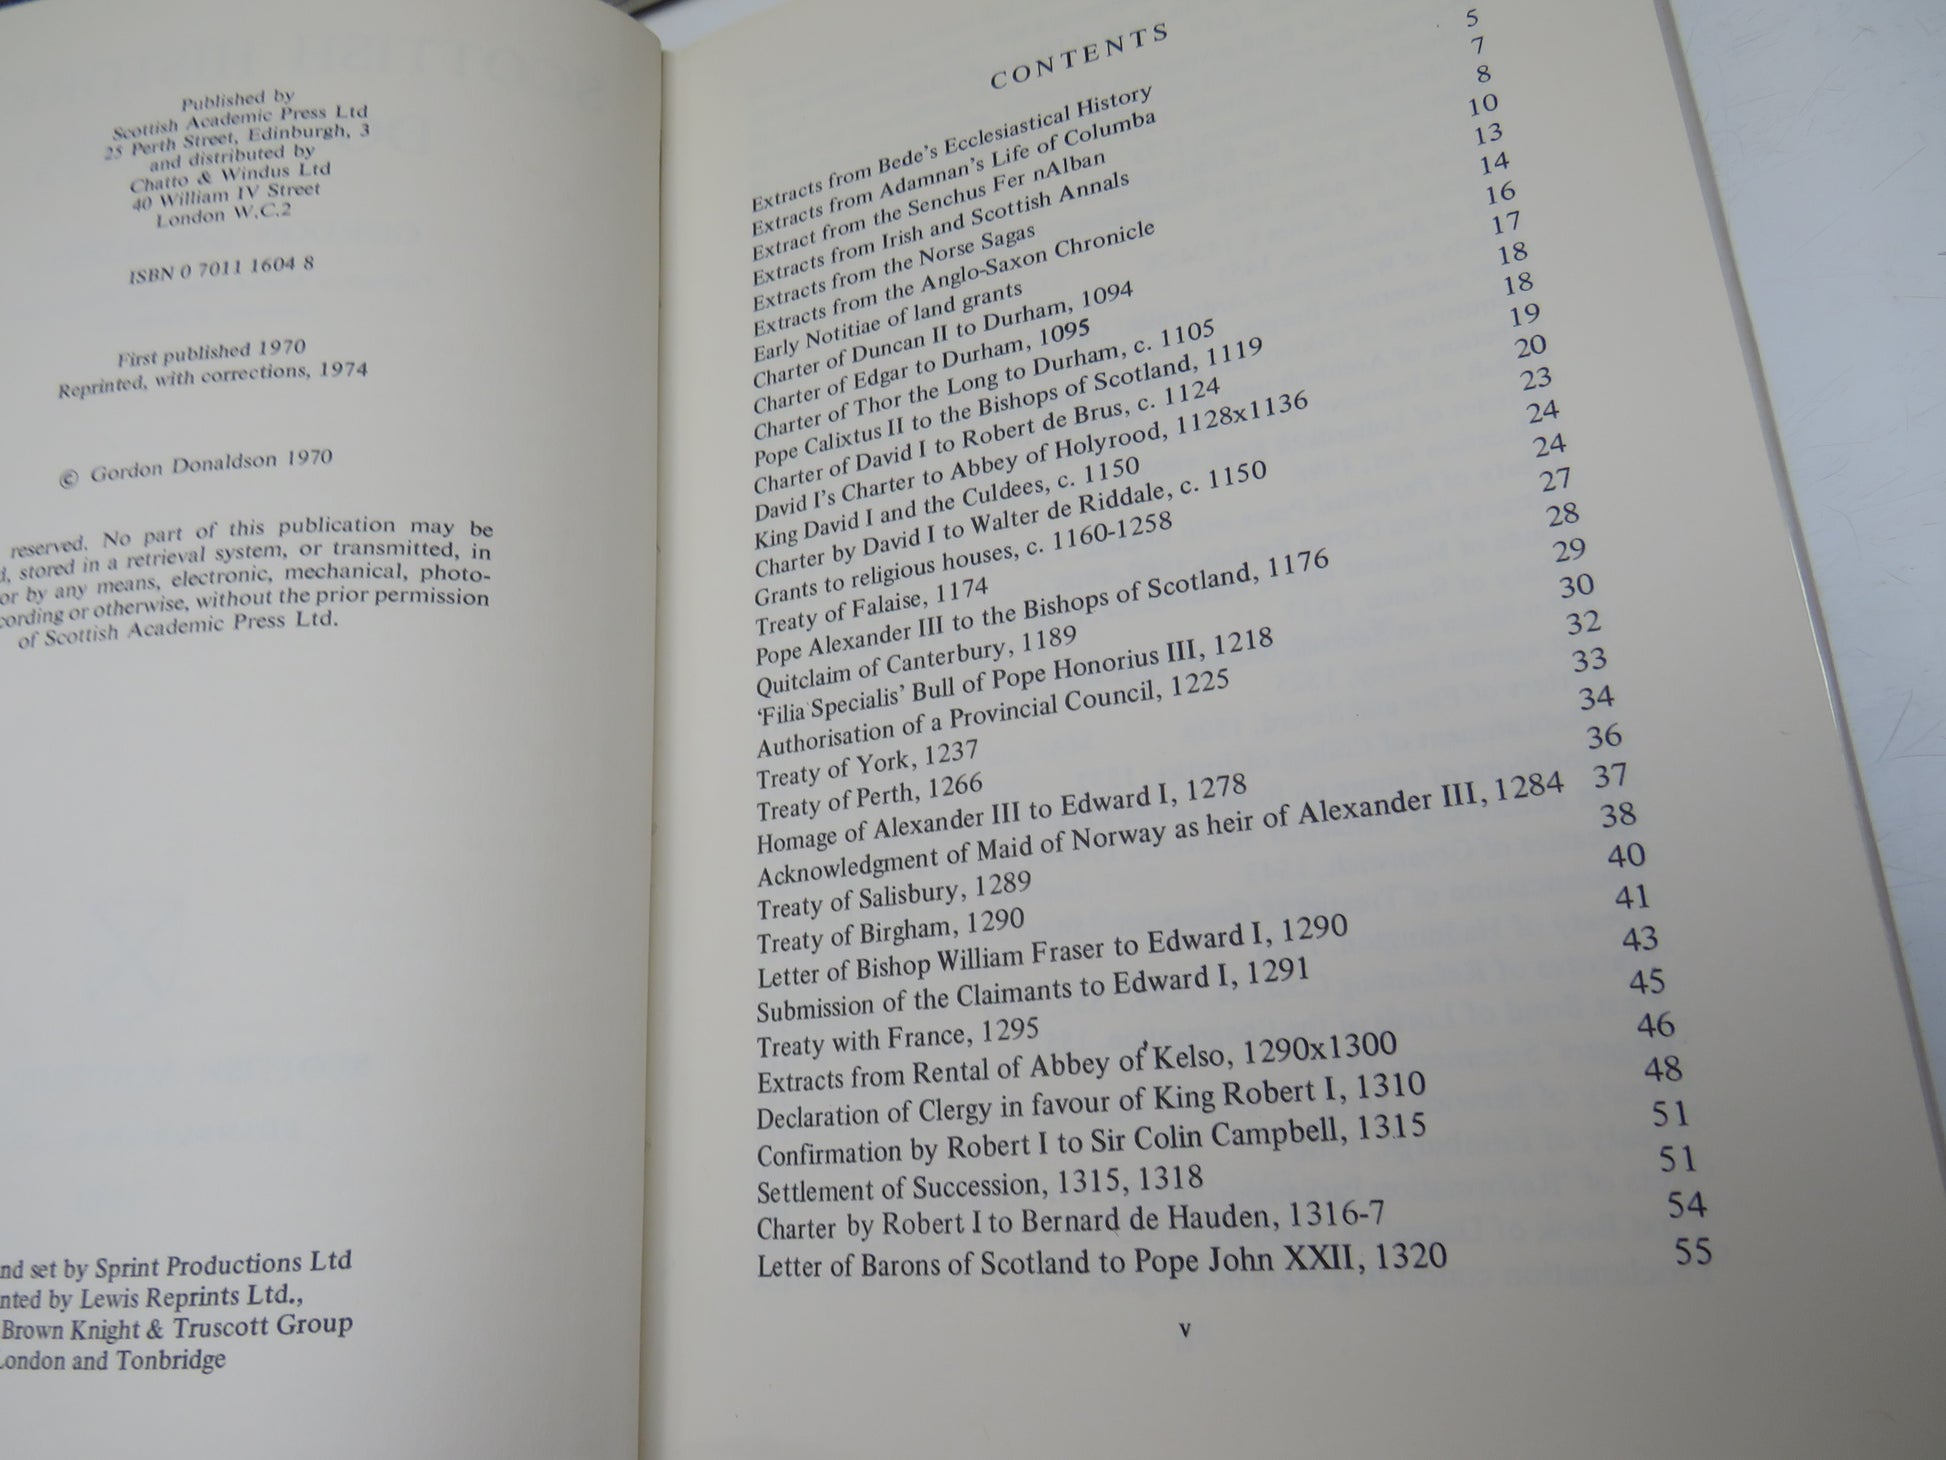 Published by
Scottish Academic Press Ltd
25 Perth Street, Edinburgh, 3
and distributed by
Chatto & Windus Ltd
40 William IV Street
London W.C.2
ISBN 0 7011 1604 8
First published 1970
Reprinted, with corrections, 1974
© Gordon Donaldson 1970
reserved. No part of this publication may be
stored in a retrieval system, or transmitted, in
or by any means, electronic, mechanical, photo-
cording or otherwise, without the prior permission
of Scottish Academic Press Ltd.
nd set by Sprint Productions Ltd
nted by Lewis Reprints Ltd.,
Brown Knight & Truscott Group
London and Tonbridge
CONTENTS
Extracts from Bede's Ecclesiastical History 5
Extracts from Adamnan's Life of Columba 7
Extract from the Senchus Fer nAlban 8
Extracts from Irish and Scottish Annals 10
Extracts from the Norse Sagas 13
Extracts from the Anglo-Saxon Chronicle 14
Early Notitiae of land grants 16
Charter of Duncan II to Durham, 1094 17
Charter of Edgar to Durham, 1095 18
Charter of Thor the Long to Durham, c. 1105 18
Pope Calixtus II to the Bishops of Scotland, 1119 19
Charter of David I to Robert de Brus, c. 1124 20
David I's Charter to Abbey of Holyrood, 1128x1136 23
King David I and the Culdees, c. 1150 24
Charter by David I to Walter de Riddale, c. 1150 24
Grants to religious houses, c. 1160-1258 27
Treaty of Falaise, 1174 28
Pope Alexander III to the Bishops of Scotland, 1176 29
Quitclaim of Canterbury, 1189 30
'Filia Specialis' Bull of Pope Honorius III, 1218 32
Authorisation of a Provincial Council, 1225 33
Treaty of York, 1237 34
Treaty of Perth, 1266 36
Homage of Alexander III to Edward I, 1278 37
Acknowledgment of Maid of Norway as heir of Alexander III, 1284 38
Treaty of Salisbury, 1289 40
Treaty of Birgham, 1290 41
Letter of Bishop William Fraser to Edward I, 1290 43
Submission of the Claimants to Edward I, 1291 45
Treaty with France, 1295 46
Extracts from Rental of Abbey of Kelso, 1290x1300 48
Declaration of Clergy in favour of King Robert I, 1310 51
Confirmation by Robert I to Sir Colin Campbell, 1315 51
Settlement of Succession, 1315, 1318 54
Charter by Robert I to Bernard de Hauden, 1316-7 55
Letter of Barons of Scotland to Pope John XXII, 1320
v